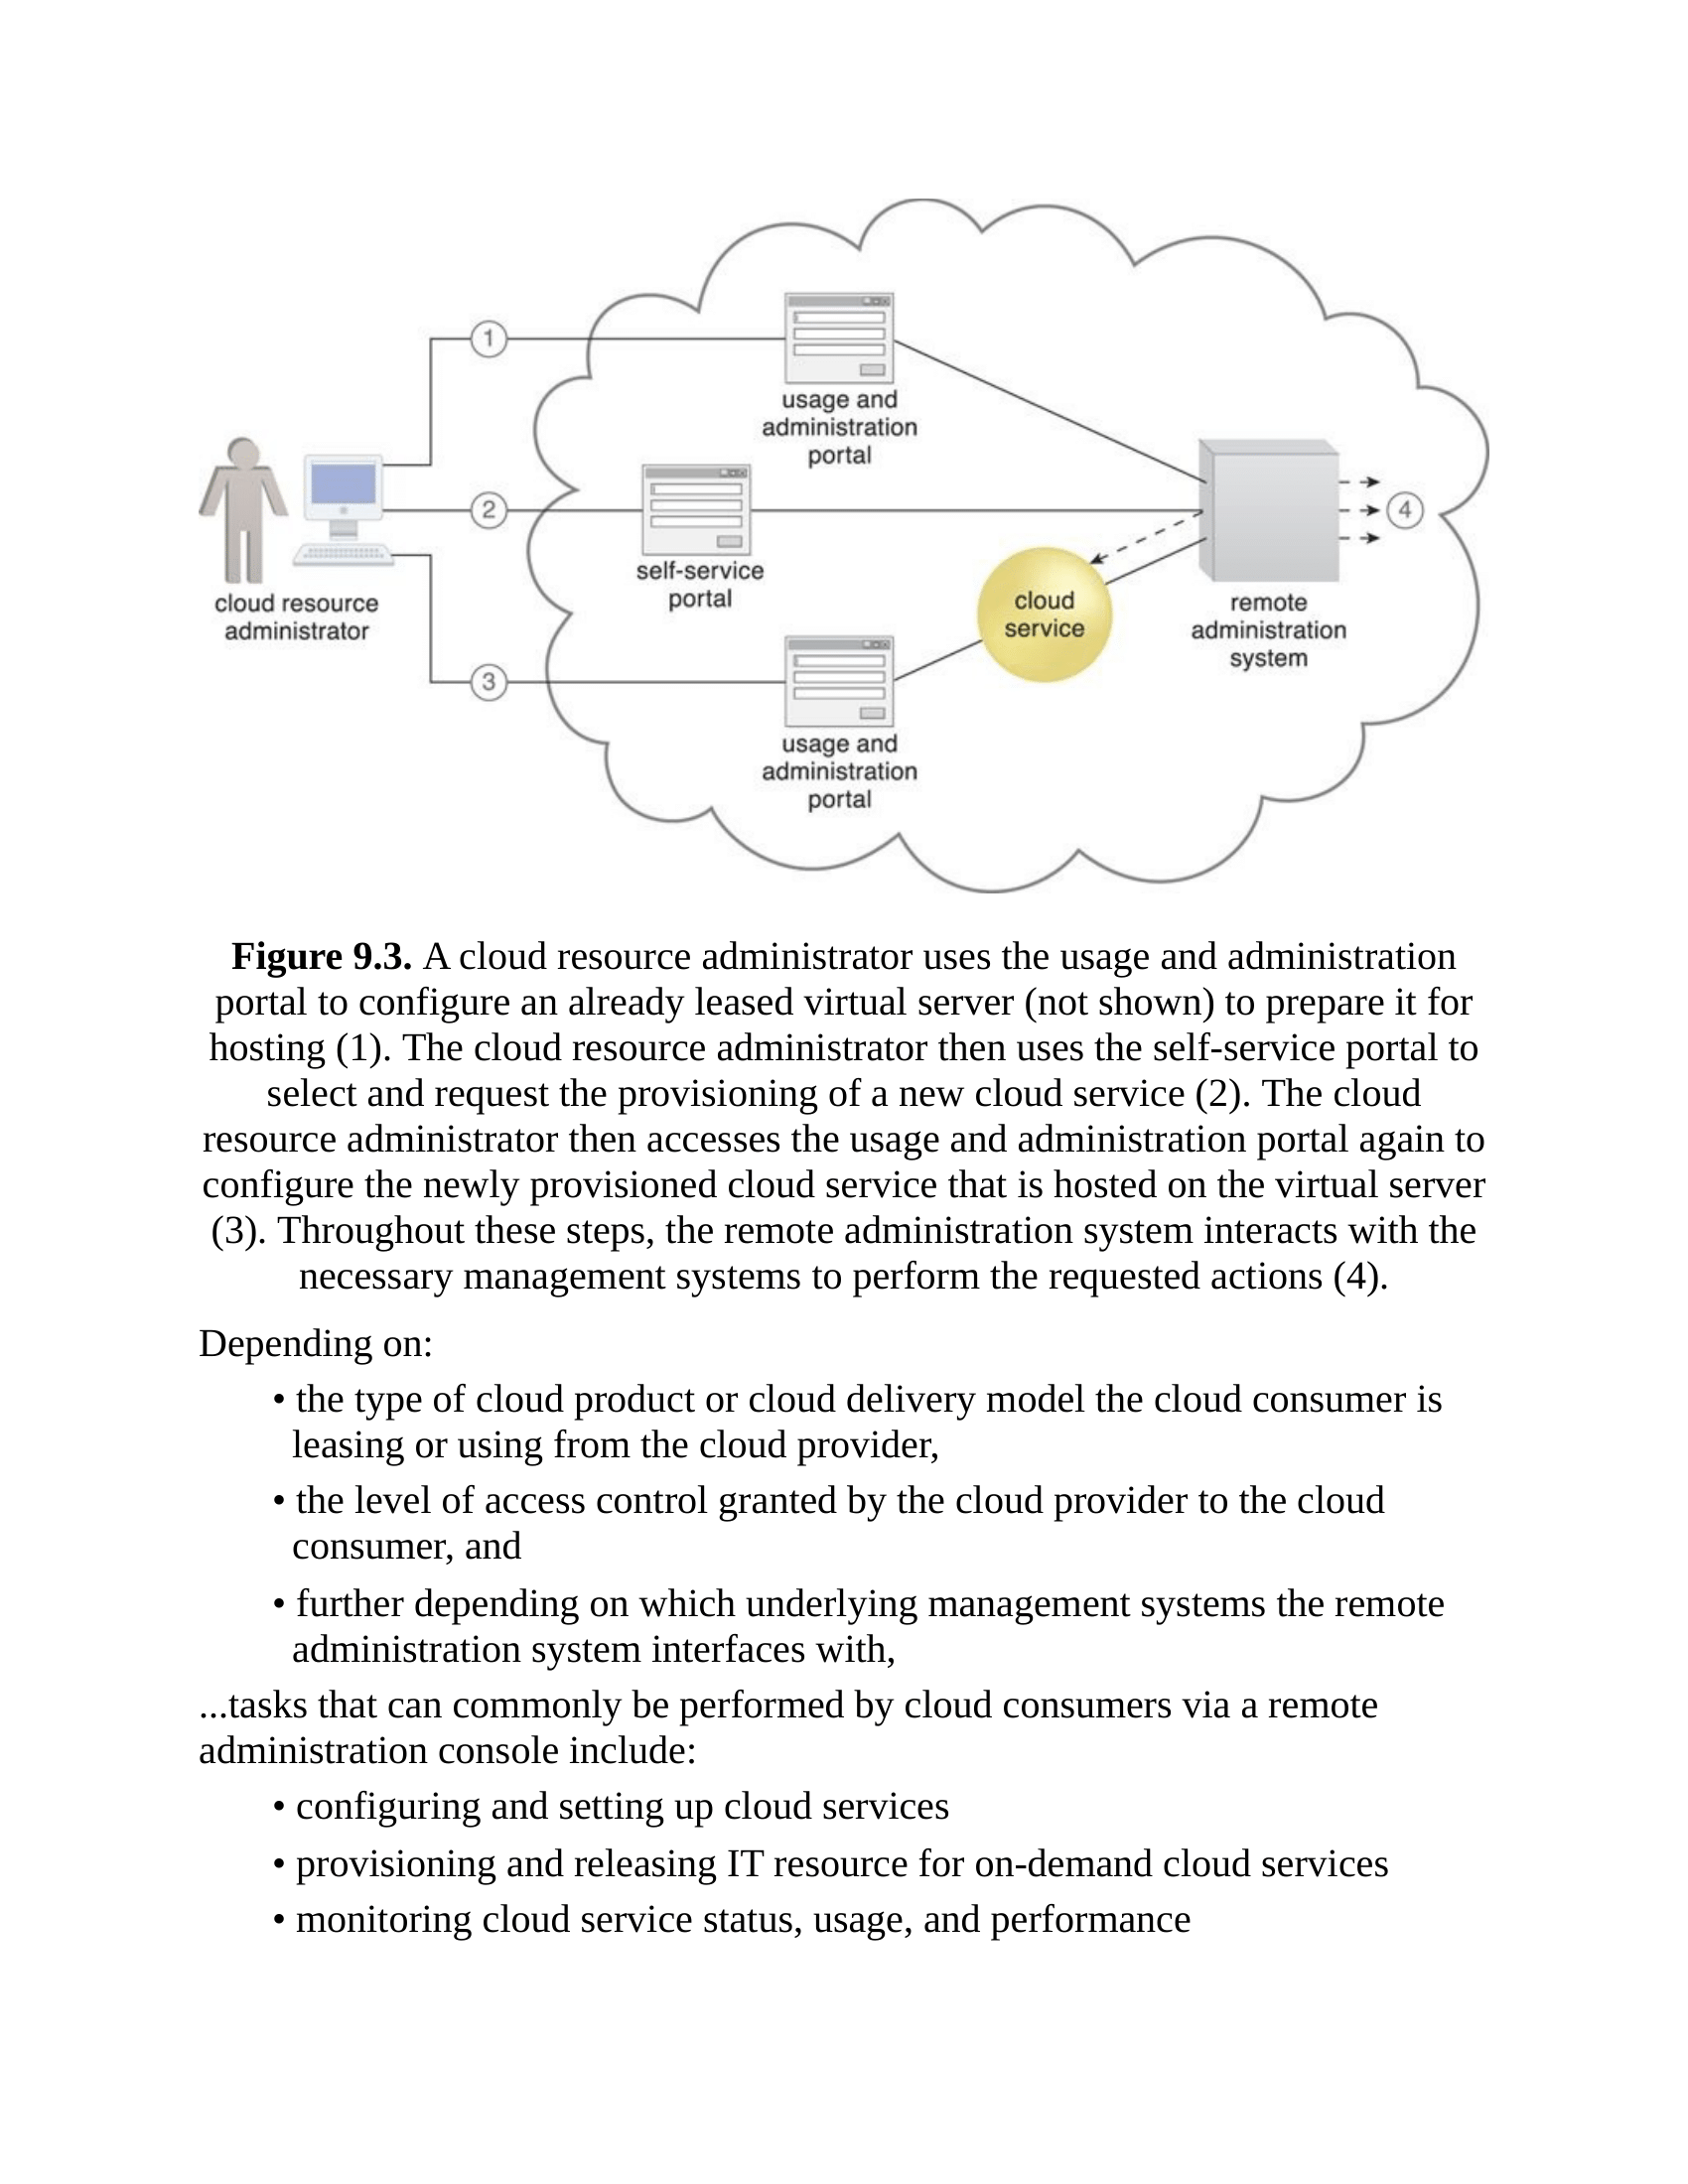 1
usage and
administration
portal
2
self-service
portal
4
cloud resource
administrator
cloud
service
remote
administration
system
3
usage and
administration
portal
Figure 9.3. A cloud resource administrator uses the usage and administration
portal to configure an already leased virtual server (not shown) to prepare it for
hosting (1). The cloud resource administrator then uses the self-service portal to
select and request the provisioning of a new cloud service (2). The cloud
resource administrator then accesses the usage and administration portal again to
configure the newly provisioned cloud service that is hosted on the virtual server
(3). Throughout these steps, the remote administration system interacts with the
necessary management systems to perform the requested actions (4).
Depending on:
• the type of cloud product or cloud delivery model the cloud consumer is
leasing or using from the cloud provider,
• the level of access control granted by the cloud provider to the cloud
consumer, and
• further depending on which underlying management systems the remote
administration system interfaces with,
...tasks that can commonly be performed by cloud consumers via a remote
administration console include:
• configuring and setting up cloud services
• provisioning and releasing IT resource for on-demand cloud services
• monitoring cloud service status, usage, and performance